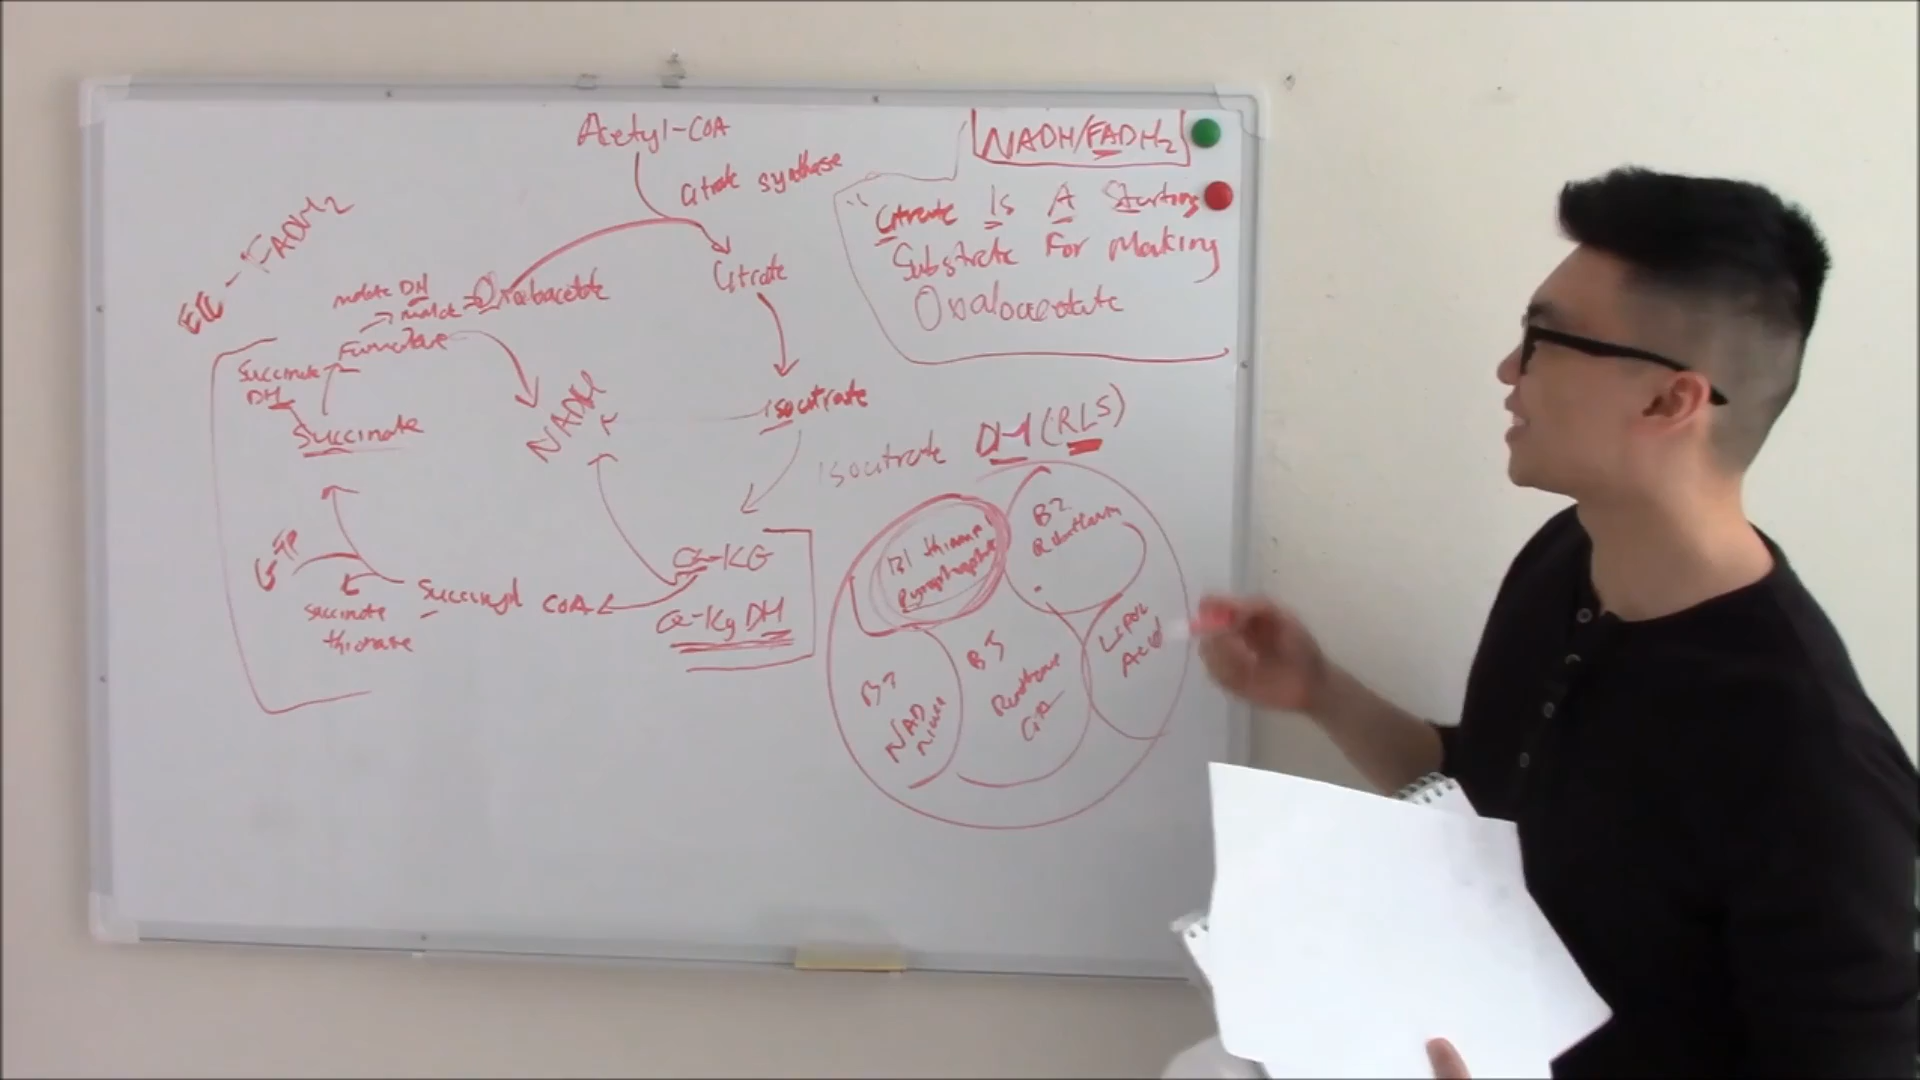 Acetyl-COA
Citrate synthase
NADH/FADH2
"Citrate Is A Starting
Substrate For Making
Oxaloacetate
ETC - FADH2
Citrate
malate DH
malate
Oxaloacetate
Fumarate
Succinate
DH
Succinate
NADH
Isocitrate
Isocitrate DH (RLS)
α-KG
α-Kg DH
GTP
Succinyl COA
Succinate
thiokinase
B1 thiamine
Pyrophosphate
B2
Riboflavin
Lipoic
Acid
B3
NAD
Niacin
B5